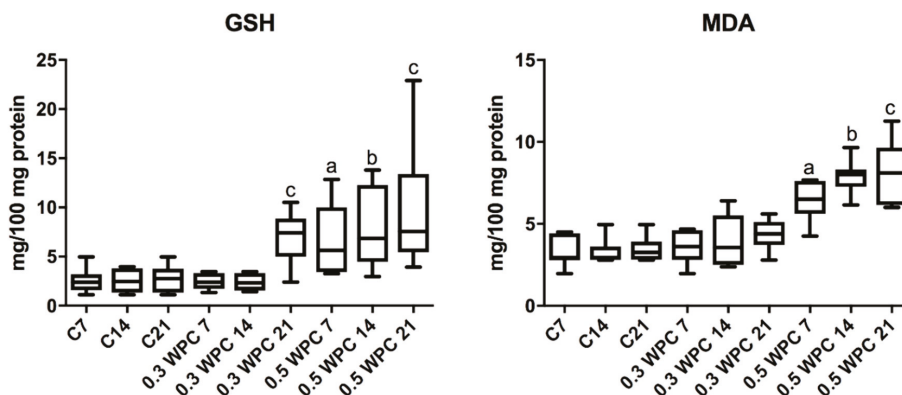 GSH
mg/100 mg protein
25
20
15
10
5
0
c
a
b
c
C7
C14
C21
0.3 WPC 7
0.3 WPC 14
0.3 WPC 21
0.5 WPC 7
0.5 WPC 14
0.5 WPC 21
MDA
mg/100 mg protein
15
10
5
0
a
b
c
C7
C14
C21
0.3 WPC 7
0.3 WPC 14
0.3 WPC 21
0.5 WPC 7
0.5 WPC 14
0.5 WPC 21